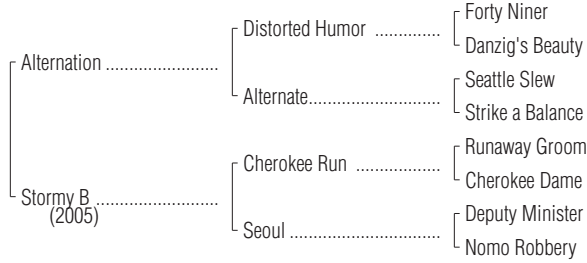 Forty Niner
Distorted Humor ................
Danzig's Beauty
Alternation ........................
Seattle Slew
Alternate...........................
Strike a Balance
Runaway Groom
Cherokee Run .................
Cherokee Dame
Stormy B ..........................
(2005)
Deputy Minister
Seoul ................................
Nomo Robbery